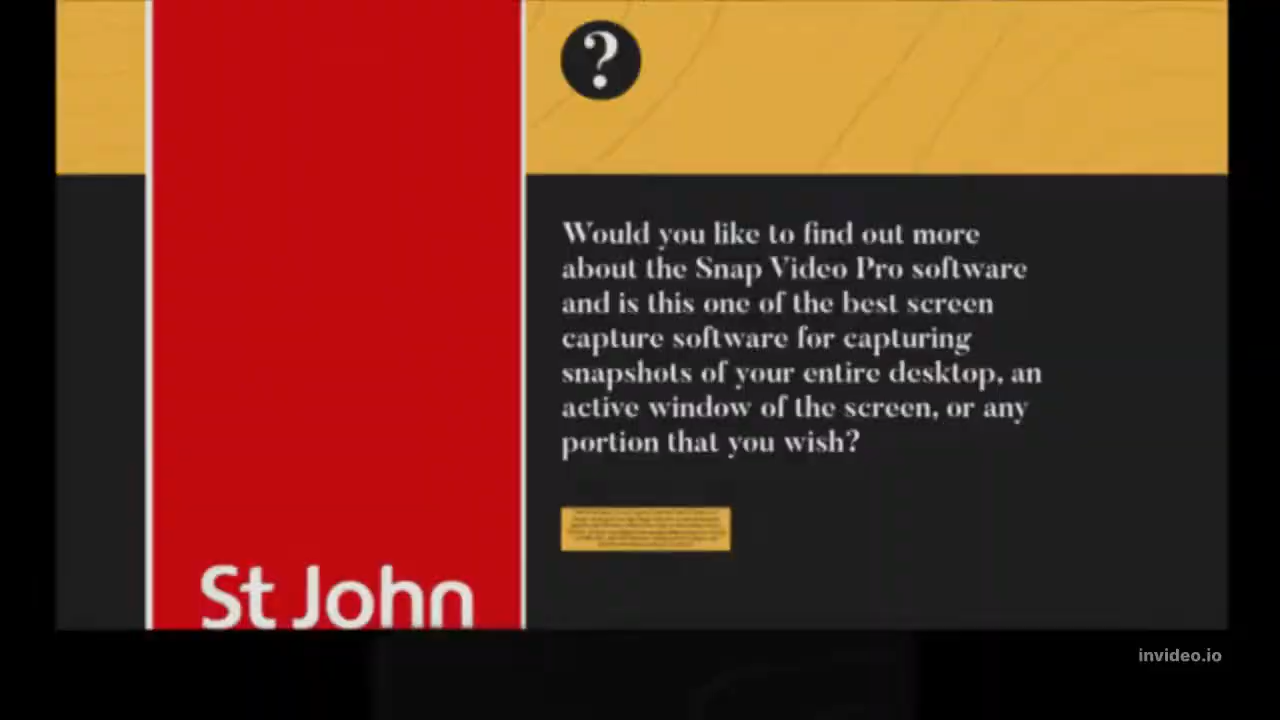 ?
Would you like to find out more
about the Snap Video Pro software
and is this one of the best screen
capture software for capturing
snapshots of your entire desktop, an
active window of the screen, or any
portion that you wish?
St John
invideo.io